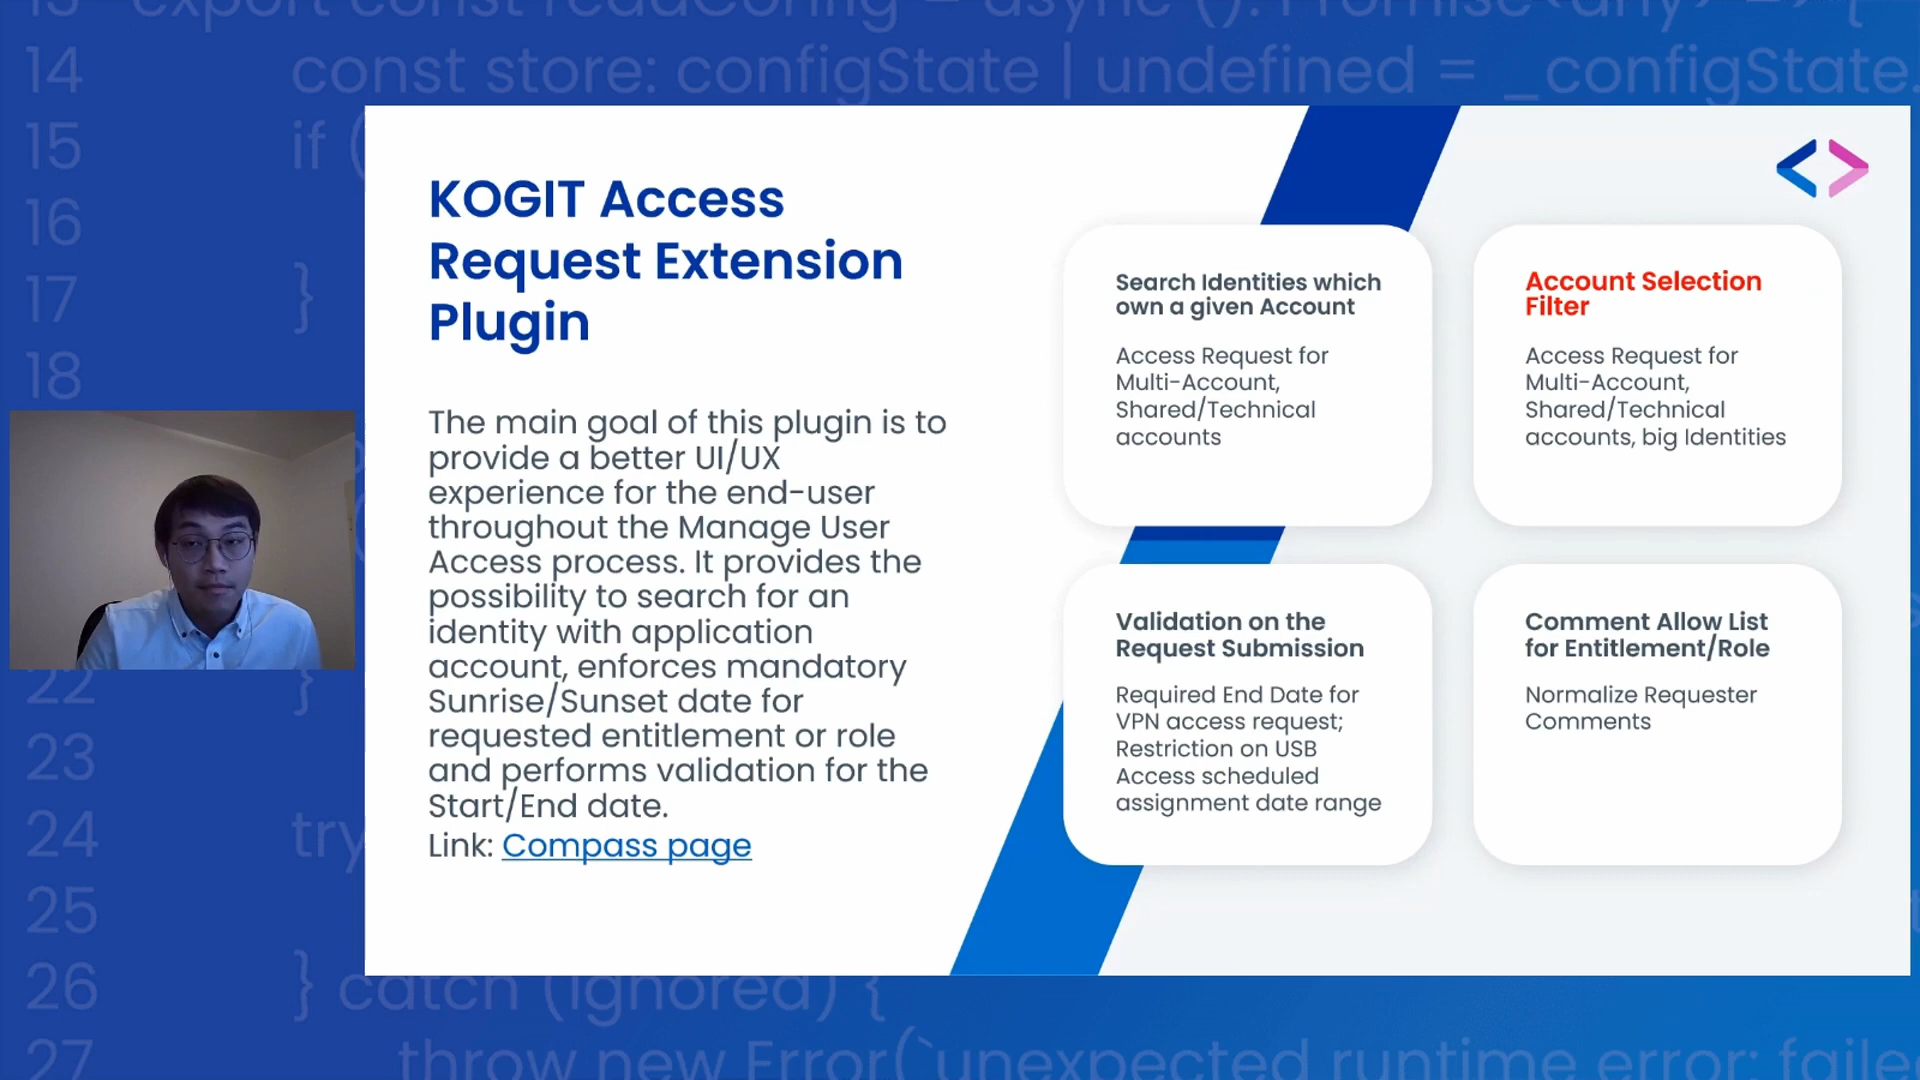 13 export const readConfig = async (): Promise<any> => {
14 const store: configState | undefined = _configState.
15 if (
16
17 }
18
KOGIT Access
Request Extension
Plugin
The main goal of this plugin is to
provide a better UI/UX
experience for the end-user
throughout the Manage User
Access process. It provides the
possibility to search for an
identity with application
account, enforces mandatory
Sunrise/Sunset date for
requested entitlement or role
and performs validation for the
Start/End date.
Link: Compass page
Search Identities which
own a given Account
Access Request for
Multi-Account,
Shared/Technical
accounts
Account Selection
Filter
Access Request for
Multi-Account,
Shared/Technical
accounts, big Identities
Validation on the
Request Submission
Required End Date for
VPN access request;
Restriction on USB
Access scheduled
assignment date range
Comment Allow List
for Entitlement/Role
Normalize Requester
Comments
22 }
23
24 try
25
26 } catch (ignored) {
27 throw new Error(`unexpected runtime error: faile